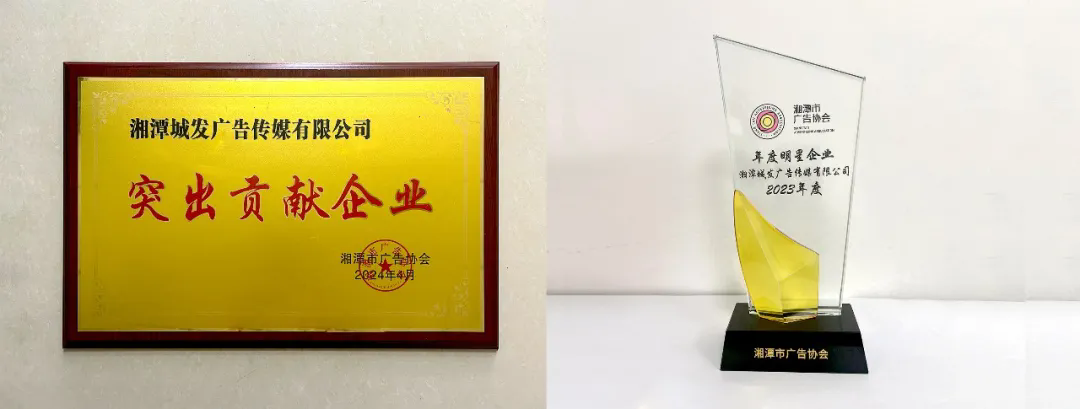 湘潭城发广告传媒有限公司
突出贡献企业
湘潭市广告协会
2024年4月
湘潭市
广告协会
年度明星企业
湘潭城发广告传媒有限公司
2023年度
湘潭市广告协会